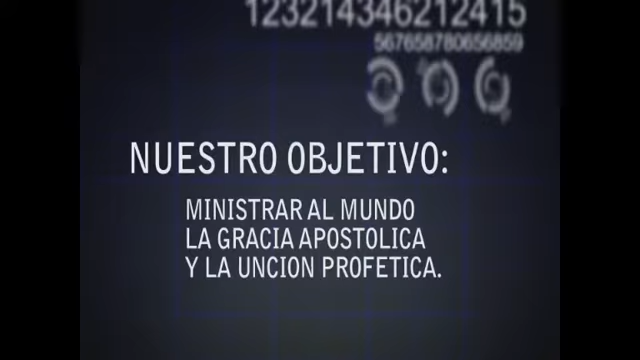 123214346212415
567658780656859
NUESTRO OBJETIVO:
MINISTRAR AL MUNDO
LA GRACIA APOSTOLICA
Y LA UNCION PROFETICA.